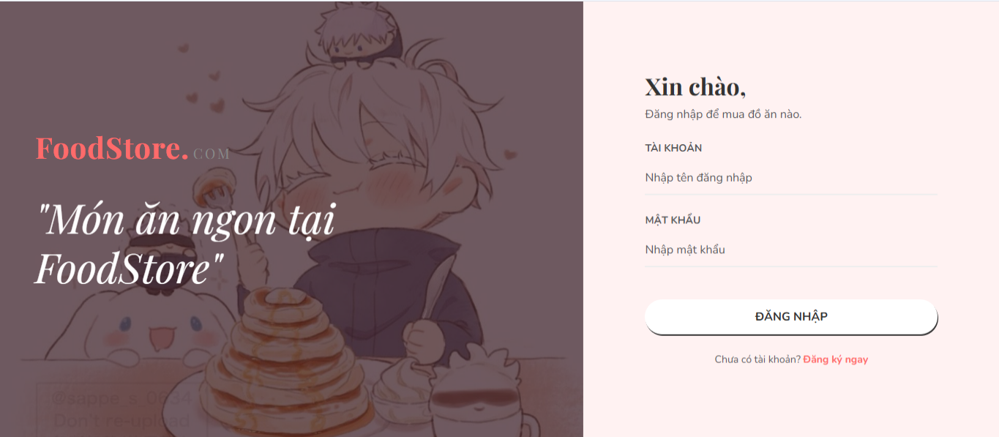 FoodStore. COM
"Món ăn ngon tại
FoodStore"
@sappe_s_0634
Don't re-upload
Xin chào,
Đăng nhập để mua đồ ăn nào.
TÀI KHOẢN
Nhập tên đăng nhập
MẬT KHẨU
Nhập mật khẩu
ĐĂNG NHẬP
Chưa có tài khoản? Đăng ký ngay